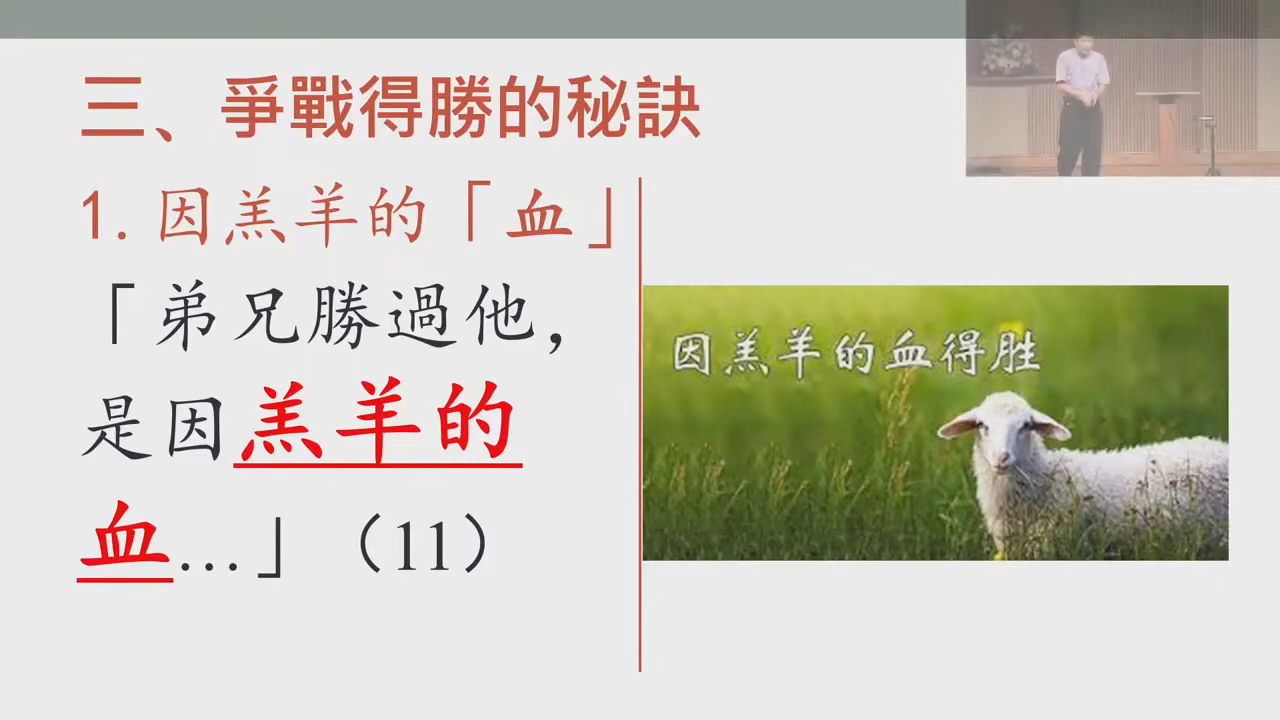 三、爭戰得勝的秘訣
1. 因羔羊的「血」
「弟兄勝過他，
是因羔羊的
血…」（11）
因羔羊的血得胜